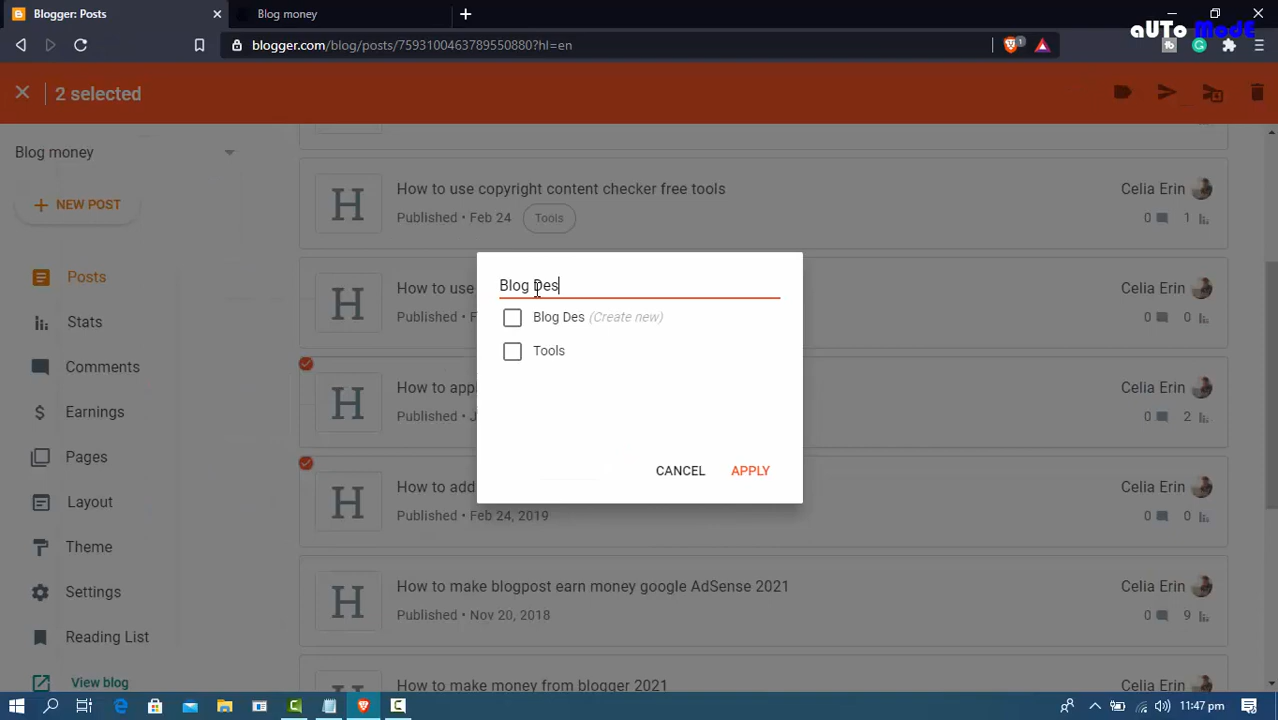 Blogger: Posts
Blog money
aUTo ModE
blogger.com/blog/posts/7593100463789550880?hl=en
1
2 selected
Blog money
NEW POST
Posts
Stats
Comments
Earnings
Pages
Layout
Theme
Settings
Reading List
View blog
H
How to use copyright content checker free tools
Published • Feb 24
Tools
Celia Erin
0
1
H
How to use
Published • F
Celia Erin
0
0
H
How to app
Published • J
Celia Erin
0
2
H
How to add
Published • Feb 24, 2019
Celia Erin
0
0
H
How to make blogpost earn money google AdSense 2021
Published • Nov 20, 2018
Celia Erin
0
9
How to make money from blogger 2021
Celia Erin
Blog Des
Blog Des (Create new)
Tools
CANCEL
APPLY
11:47 pm